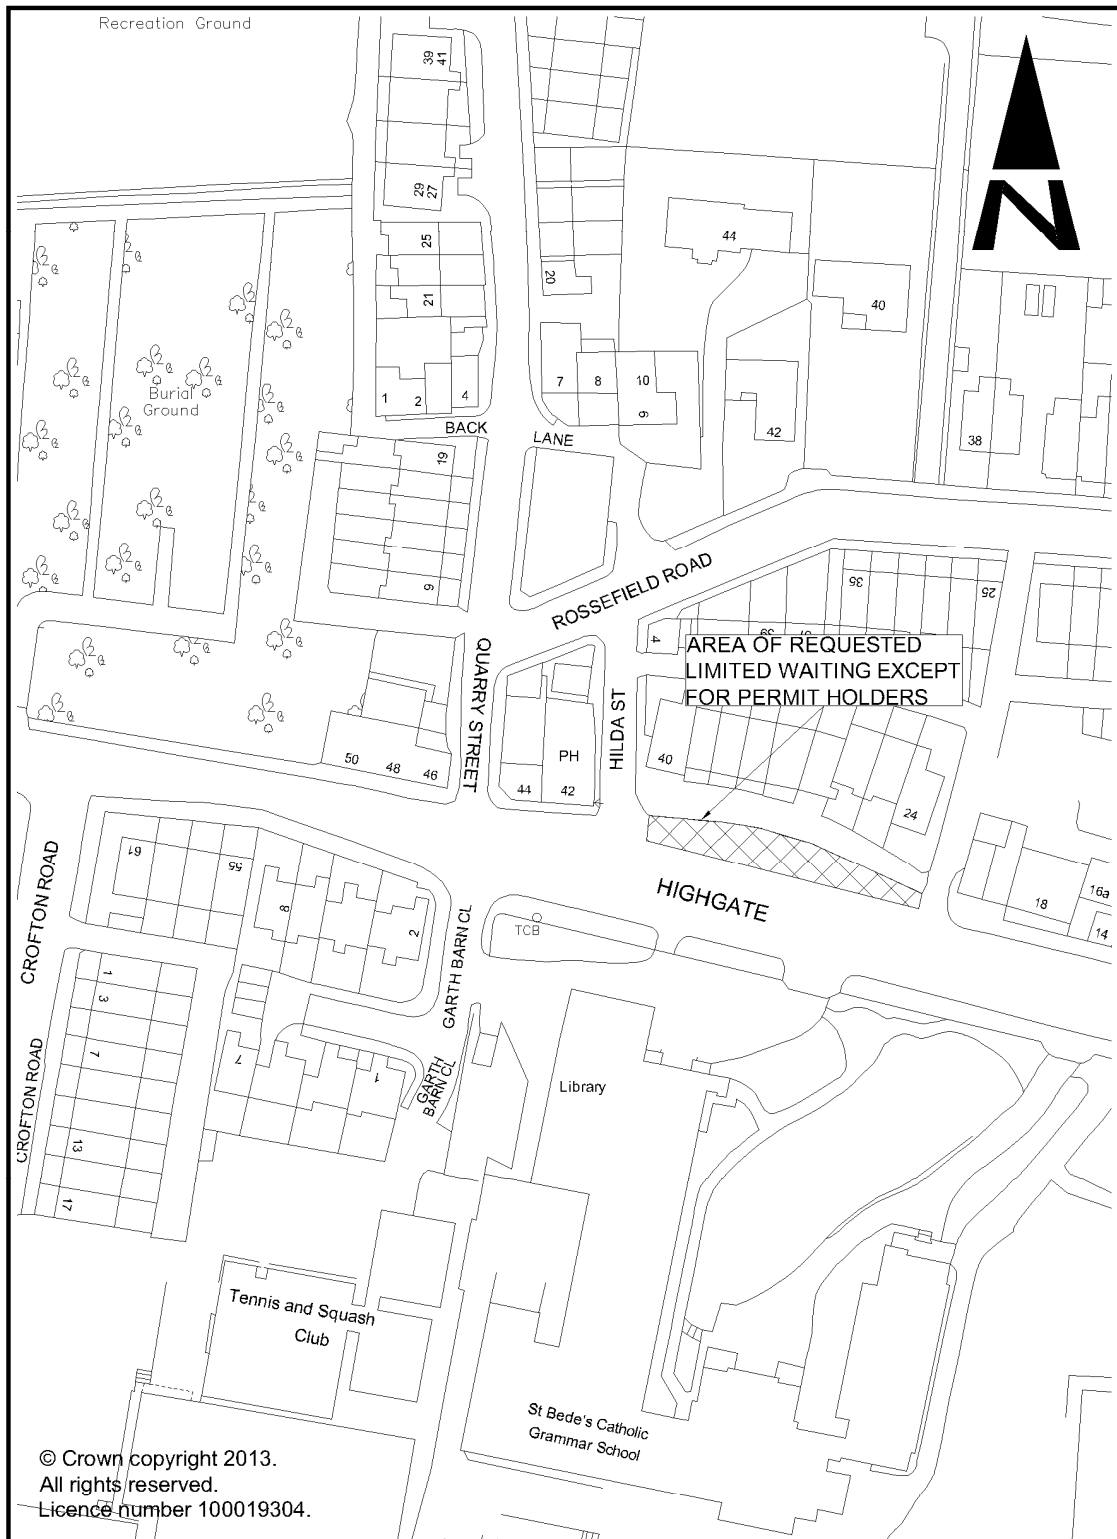 Recreation Ground
39
41
N
29
27
25
44
20
21
40
1
2
4
7
8
10
6
Burial
Ground
BACK
LANE
42
38
19
9
ROSSEFIELD ROAD
35
25
39
4
AREA OF REQUESTED
LIMITED WAITING EXCEPT
FOR PERMIT HOLDERS
QUARRY STREET
HILDA ST
PH
50
48
46
44
42
40
24
61
55
CROFTON ROAD
HIGHGATE
8
2
TCB
18
16a
14
GARTH BARN CL
1
3
7
13
17
CROFTON ROAD
7
1
GARTH
BARN CL
Library
Tennis and Squash
Club
St Bede's Catholic
Grammar School
© Crown copyright 2013.
All rights reserved.
Licence number 100019304.